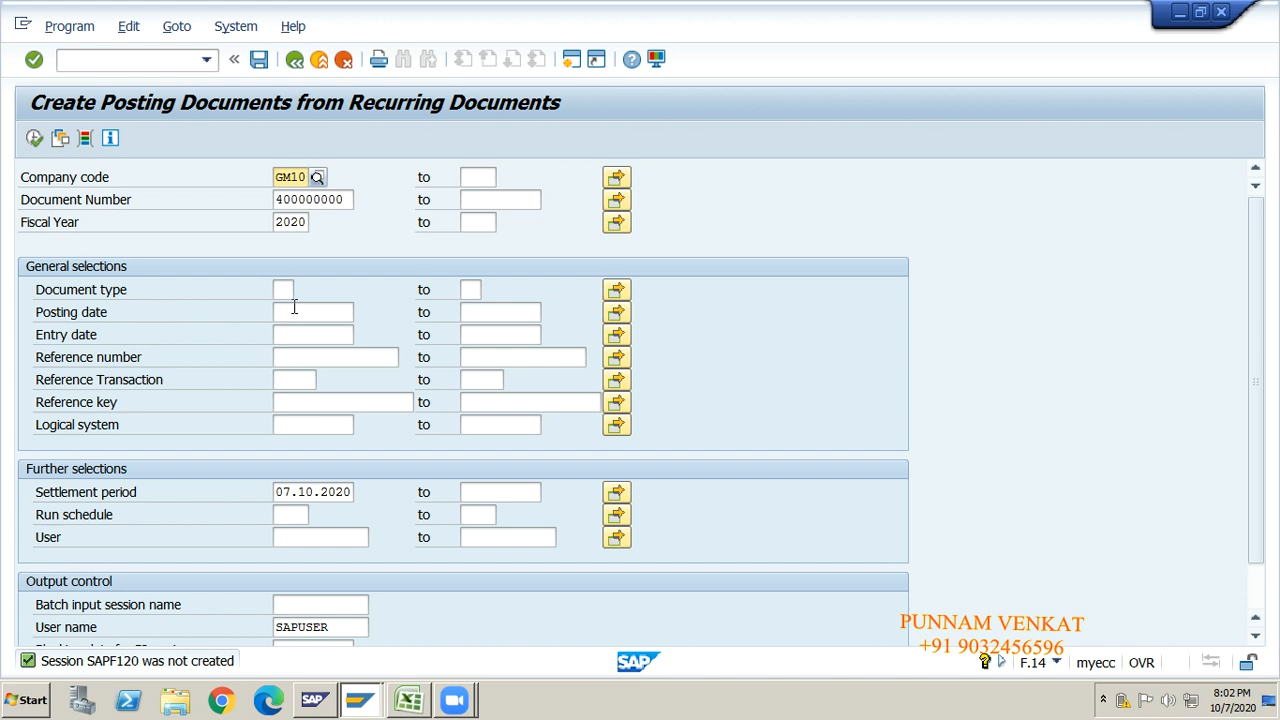 Program Edit Goto System Help
Create Posting Documents from Recurring Documents
Company code GM10 to
Document Number 400000000 to
Fiscal Year 2020 to
General selections
Document type to
Posting date to
Entry date to
Reference number to
Reference Transaction to
Reference key to
Logical system to
Further selections
Settlement period 07.10.2020 to
Run schedule to
User to
Output control
Batch input session name
User name SAPUSER
PUNNAM VENKAT
+91 9032456596
Session SAPF120 was not created SAP F.14 myecc OVR
Start SAP 8:02 PM
10/7/2020